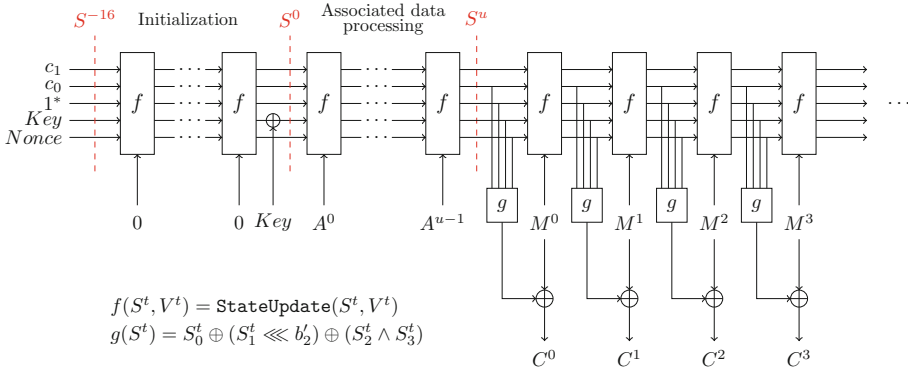 S^{-16} Initialization S^0 Associated data processing S^u
c_1
c_0
1*
Key
Nonce
f ··· f f ··· f f f f f ···
g g g g
0 0 Key A^0 A^{u-1} M^0 M^1 M^2 M^3
f(S^t, V^t) = StateUpdate(S^t, V^t)
g(S^t) = S_0^t ⊕ (S_1^t ⋘ b'_2) ⊕ (S_2^t ∧ S_3^t)
C^0 C^1 C^2 C^3